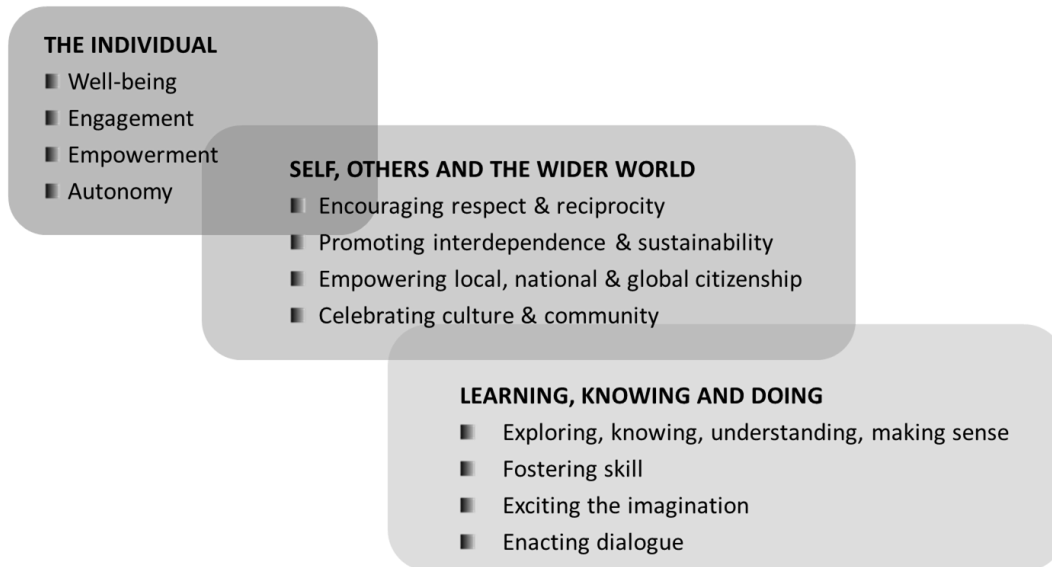 THE INDIVIDUAL
Well-being
Engagement
Empowerment
Autonomy
SELF, OTHERS AND THE WIDER WORLD
Encouraging respect & reciprocity
Promoting interdependence & sustainability
Empowering local, national & global citizenship
Celebrating culture & community
LEARNING, KNOWING AND DOING
Exploring, knowing, understanding, making sense
Fostering skill
Exciting the imagination
Enacting dialogue